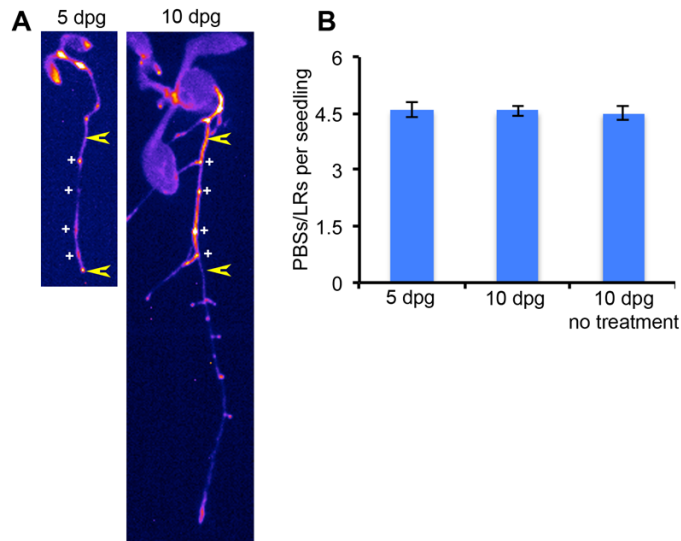 A
5 dpg
10 dpg
+
+
+
+
+
+
+
+
B
PBSs/LRs per seedling
6
4.5
3
1.5
0
5 dpg
10 dpg
10 dpg
no treatment